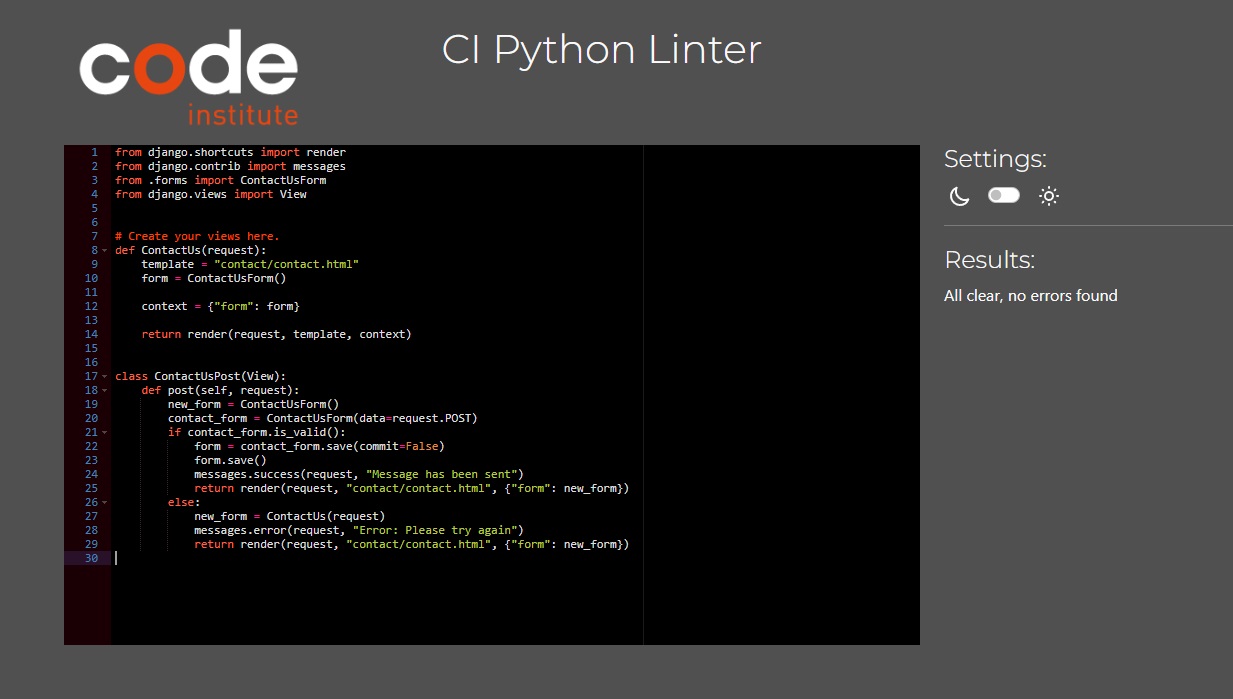 code
institute
CI Python Linter
1 from django.shortcuts import render
2 from django.contrib import messages
3 from .forms import ContactUsForm
4 from django.views import View
5
6
7 # Create your views here.
8 def ContactUs(request):
9     template = "contact/contact.html"
10     form = ContactUsForm()
11
12     context = {"form": form}
13
14     return render(request, template, context)
15
16
17 class ContactUsPost(View):
18     def post(self, request):
19         new_form = ContactUsForm()
20         contact_form = ContactUsForm(data=request.POST)
21         if contact_form.is_valid():
22             form = contact_form.save(commit=False)
23             form.save()
24             messages.success(request, "Message has been sent")
25             return render(request, "contact/contact.html", {"form": new_form})
26         else:
27             new_form = ContactUs(request)
28             messages.error(request, "Error: Please try again")
29             return render(request, "contact/contact.html", {"form": new_form})
30
Settings:
Results:
All clear, no errors found